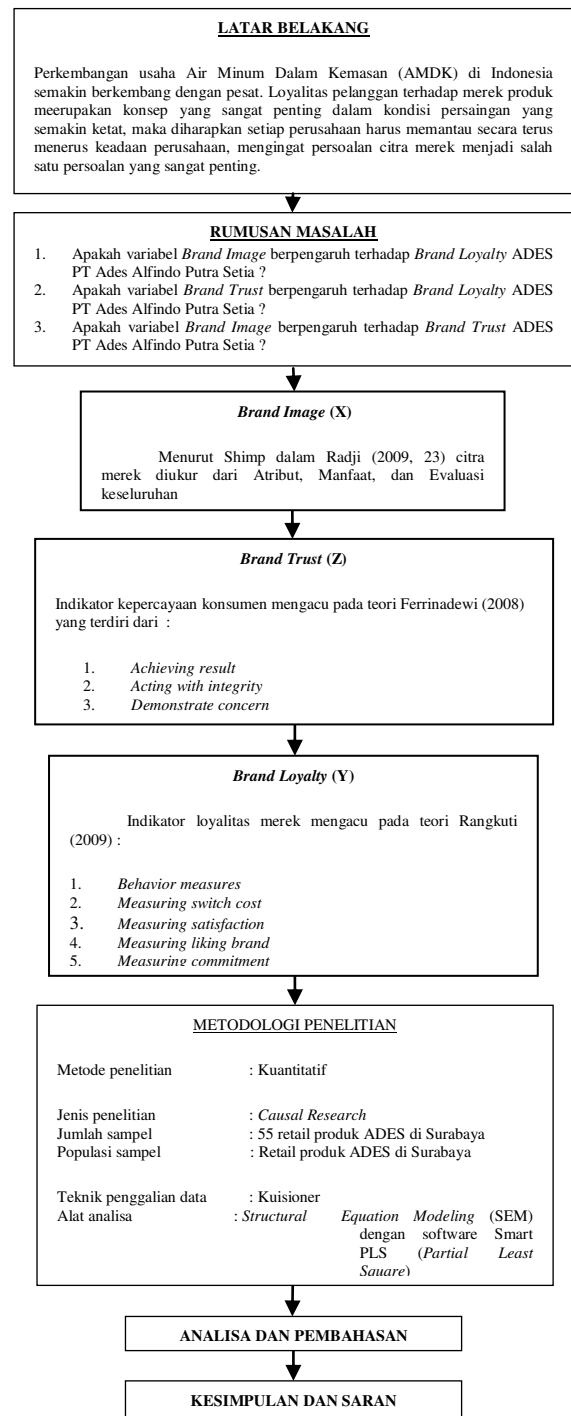 LATAR BELAKANG
Perkembangan usaha Air Minum Dalam Kemasan (AMDK) di Indonesia
semakin berkembang dengan pesat. Loyalitas pelanggan terhadap merek produk
meerupakan konsep yang sangat penting dalam kondisi persaingan yang
semakin ketat, maka diharapkan setiap perusahaan harus memantau secara terus
menerus keadaan perusahaan, mengingat persoalan citra merek menjadi salah
satu persoalan yang sangat penting.
RUMUSAN MASALAH
1. Apakah variabel Brand Image berpengaruh terhadap Brand Loyalty ADES
PT Ades Alfindo Putra Setia ?
2. Apakah variabel Brand Trust berpengaruh terhadap Brand Loyalty ADES
PT Ades Alfindo Putra Setia ?
3. Apakah variabel Brand Image berpengaruh terhadap Brand Trust ADES
PT Ades Alfindo Putra Setia ?
Brand Image (X)
Menurut Shimp dalam Radji (2009, 23) citra
merek diukur dari Atribut, Manfaat, dan Evaluasi
keseluruhan
Brand Trust (Z)
Indikator kepercayaan konsumen mengacu pada teori Ferrinadewi (2008)
yang terdiri dari :
1. Achieving result
2. Acting with integrity
3. Demonstrate concern
Brand Loyalty (Y)
Indikator loyalitas merek mengacu pada teori Rangkuti
(2009) :
1. Behavior measures
2. Measuring switch cost
3. Measuring satisfaction
4. Measuring liking brand
5. Measuring commitment
METODOLOGI PENELITIAN
Metode penelitian : Kuantitatif
Jenis penelitian : Causal Research
Jumlah sampel : 55 retail produk ADES di Surabaya
Populasi sampel : Retail produk ADES di Surabaya
Teknik penggalian data : Kuisioner
Alat analisa : Structural Equation Modeling (SEM)
dengan software Smart
PLS (Partial Least
Square)
ANALISA DAN PEMBAHASAN
KESIMPULAN DAN SARAN